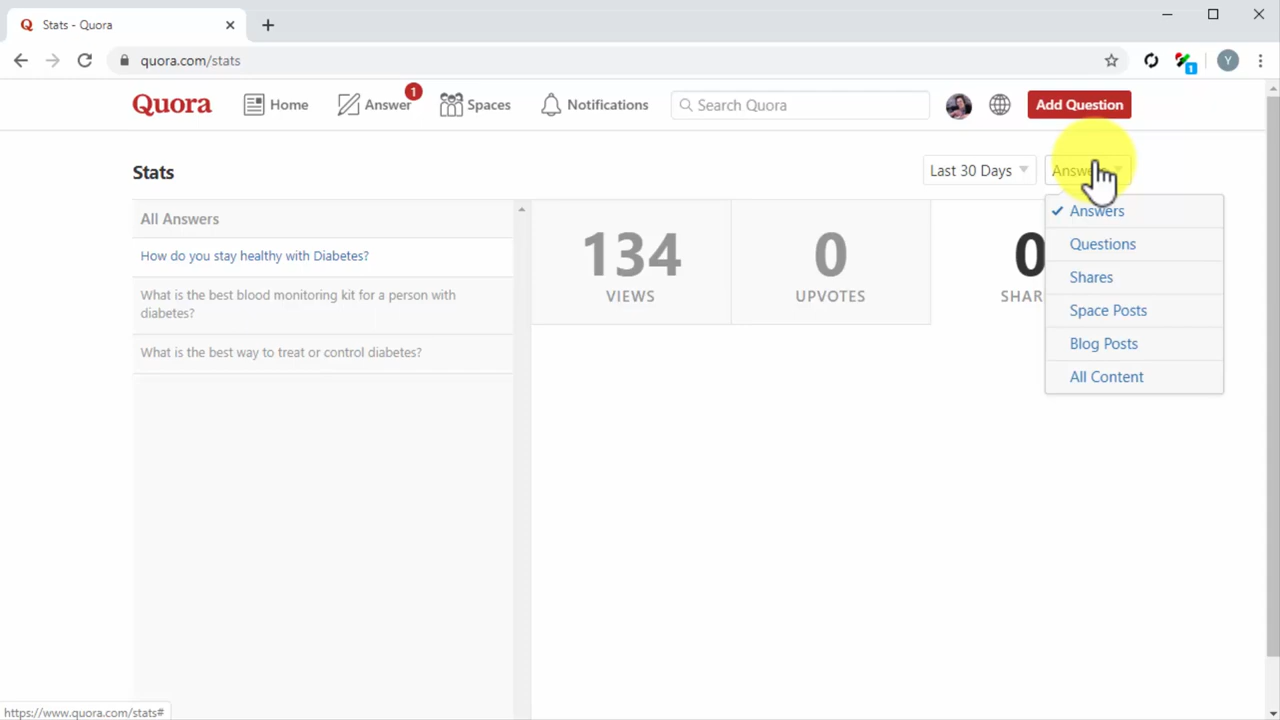 Stats - Quora
quora.com/stats
Y
1
Quora
Home
Answer
1
Spaces
Notifications
Search Quora
Add Question
Stats
Last 30 Days
All Answers
How do you stay healthy with Diabetes?
What is the best blood monitoring kit for a person with
diabetes?
What is the best way to treat or control diabetes?
134
VIEWS
0
UPVOTES
0
Answers
Questions
Shares
Space Posts
Blog Posts
All Content
https://www.quora.com/stats#